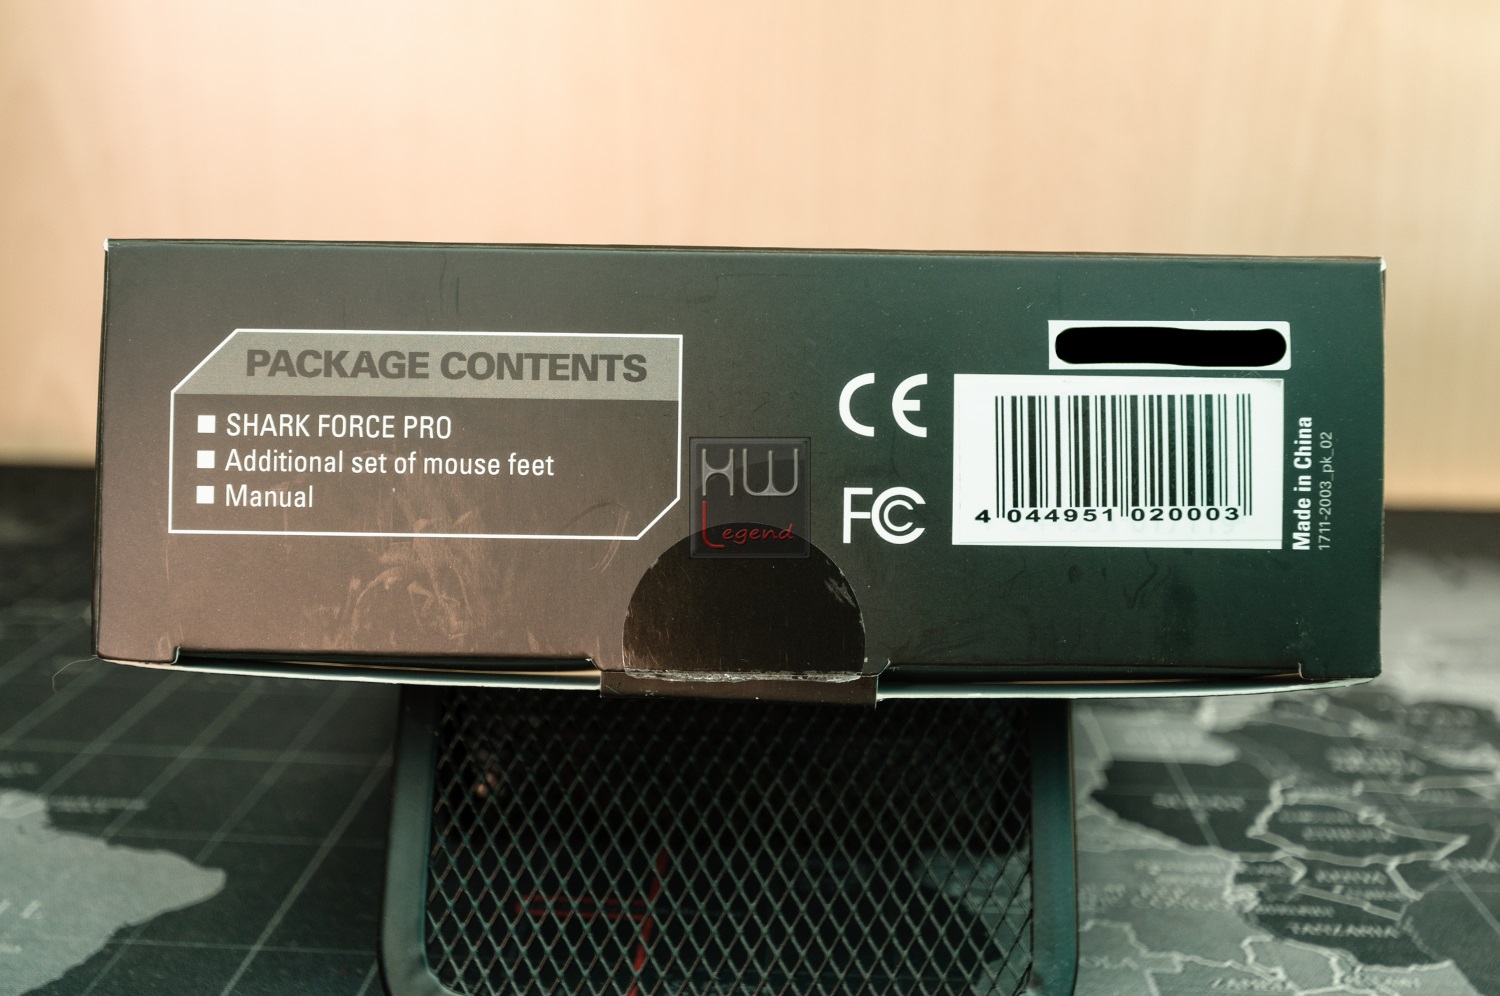 PACKAGE CONTENTS
SHARK FORCE PRO
Additional set of mouse feet
Manual
HW
Legend
CE
FC
4 044951 020003
Made in China
1711-2003_pk_02
TANZANIA